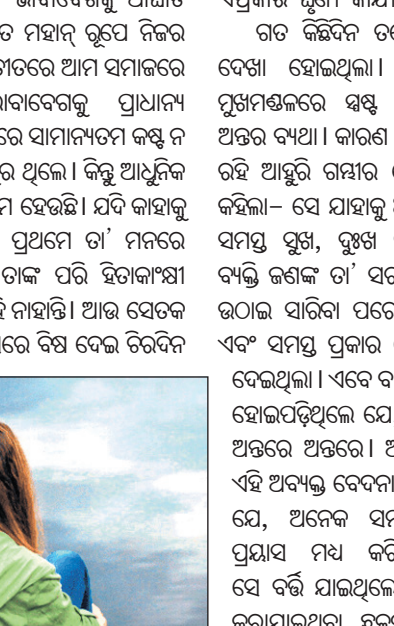 ତ ମହାନ୍ ରୂପେ ନିଜର
ତୀତରେ ଆମ ସମାଜରେ
ାବାବେଗକୁ ପ୍ରାଧାନ୍ୟ
ରେ ସାମାନ୍ୟତମ କଷ୍ଟ ନ
ର ଥିଲେ। କିନ୍ତୁ ଆଧୁନିକ
ମ ହେଉଛି। ଯଦି କାହାକୁ
ପ୍ରଥମେ ତା' ମନରେ
ତାଙ୍କ ପରି ହିତାକାଂକ୍ଷୀ
ହି ନାହାନ୍ତି। ଆଉ ସେତକ
ାରେ ବିଷ ଦେଇ ଚିରଦିନ
ଗତ କିଛିଦିନ ତଳେ
ଦେଖା ହୋଇଥିଲା।
ମୁଖମଣ୍ଡଳରେ ସ୍ପଷ୍ଟ
ଅନ୍ତର ବ୍ୟଥା। କାରଣ
ରହି ଆହୁରି ଗମ୍ଭୀର
କହିଲା– ସେ ଯାହାକୁ
ସମସ୍ତ ସୁଖ, ଦୁଃଖ
ବ୍ୟକ୍ତି ଜଣଙ୍କ ତା' ସର
ଉଠାଇ ସାରିବା ପରେ
ଏବଂ ସମସ୍ତ ପ୍ରକାର
ଦେଇଥିଲା। ଏବେ ବ
ହୋଇପଡ଼ିଥିଲେ ଯେ
ଅନ୍ତରେ ଅନ୍ତରେ।
ଏହି ଅବ୍ୟକ୍ତ ବେଦନା
ଯେ, ଅନେକ ସମ
ପ୍ରୟାସ ମଧ୍ୟ କରି
ସେ ବର୍ତ୍ତି ଯାଇଥିଲେ